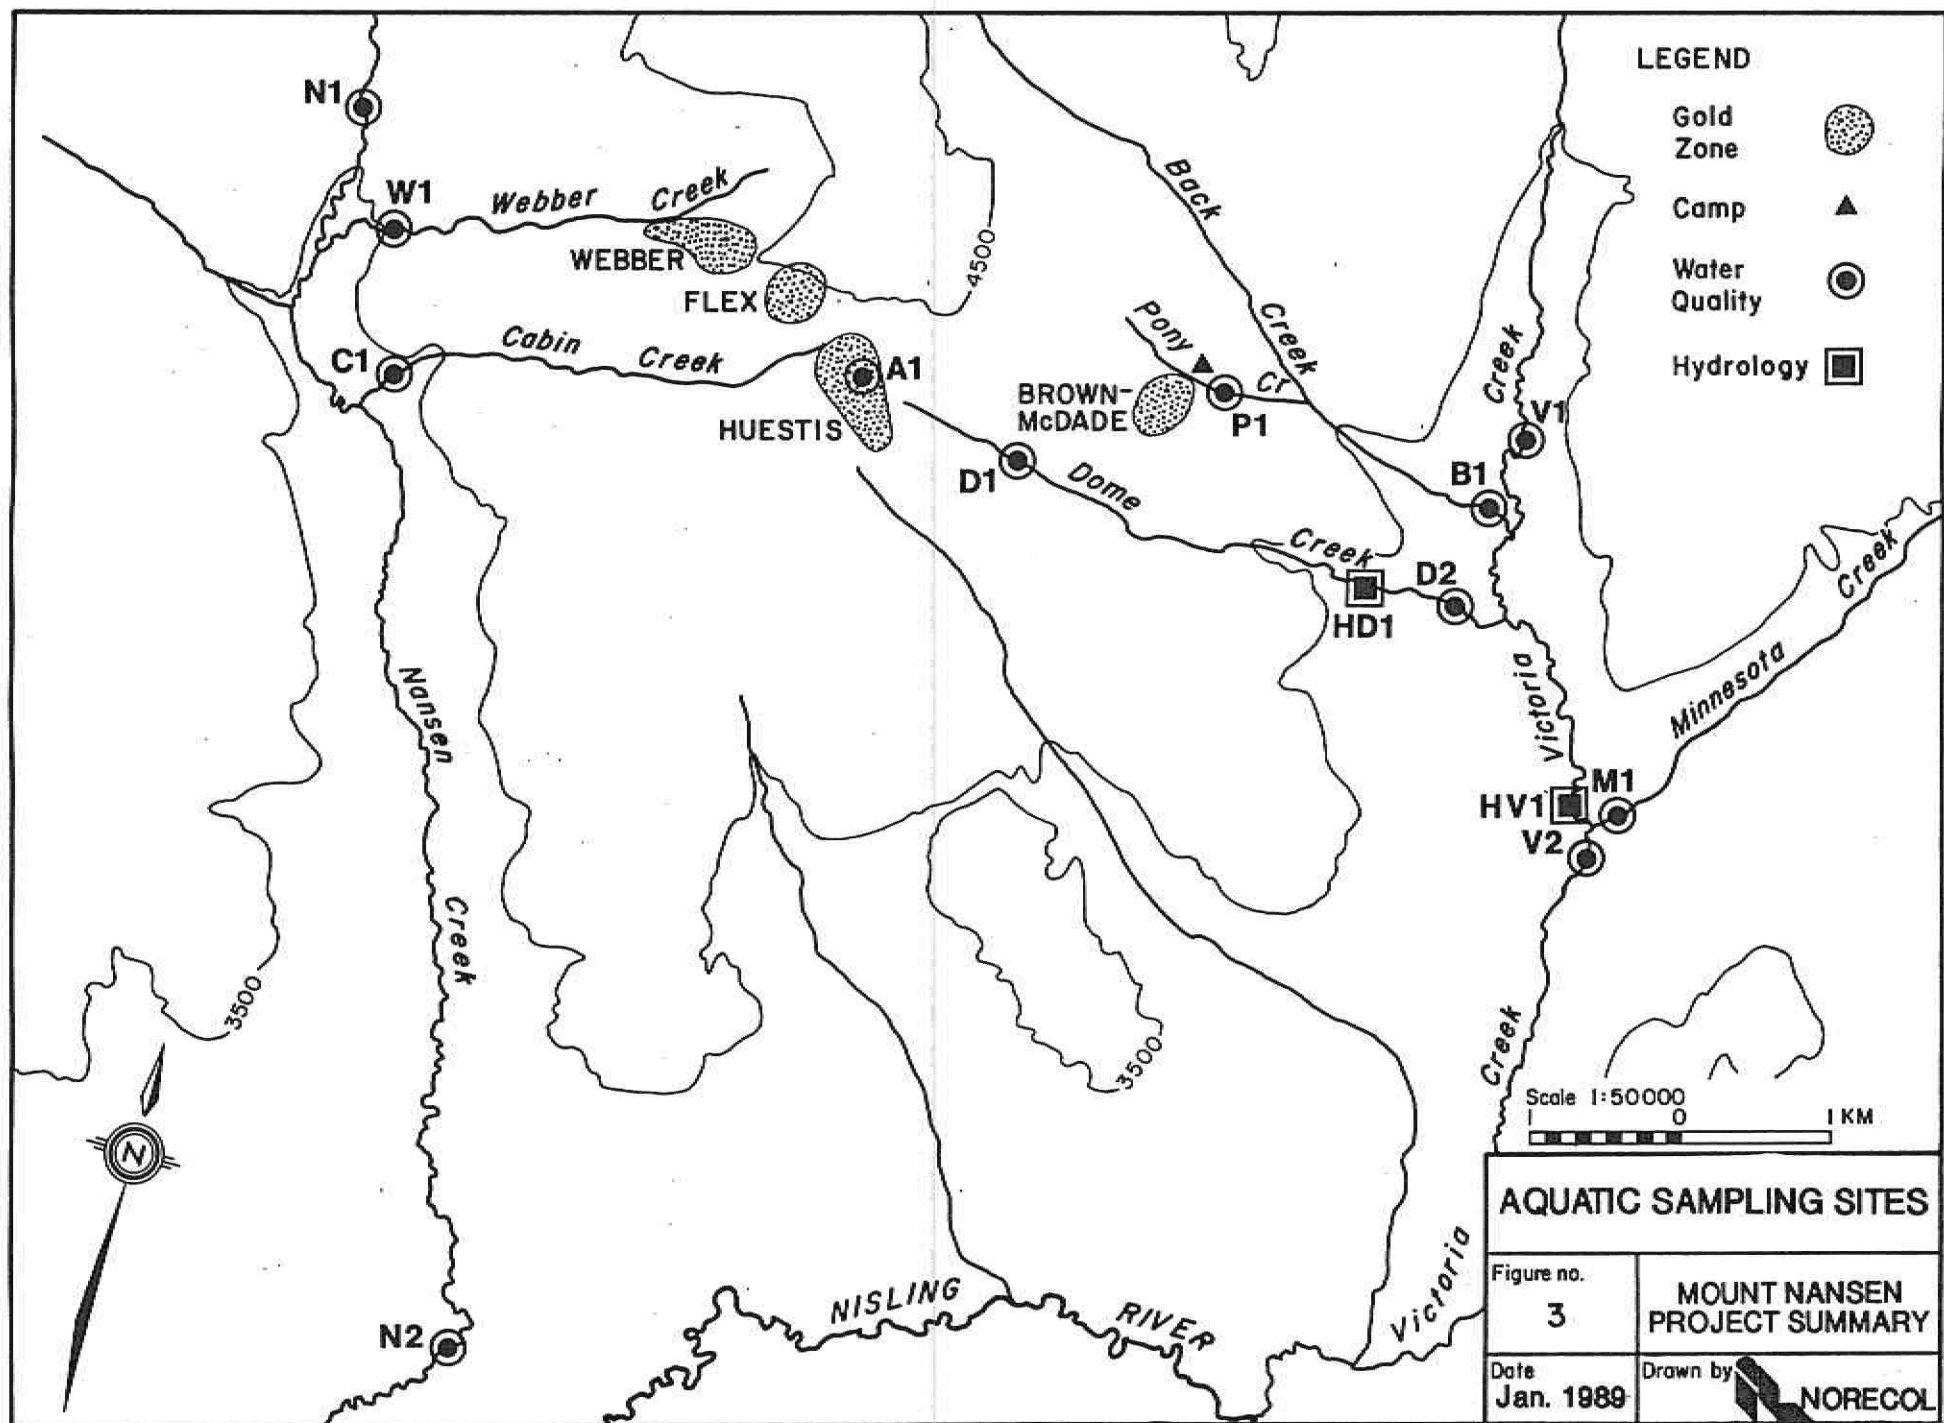 LEGEND
Gold
Zone
Camp
Water
Quality
Hydrology
N1
W1
Webber Creek
WEBBER
FLEX
4500
Back Creek
C1
Cabin Creek
A1
HUESTIS
Pony Cr
BROWN-
McDADE
P1
Creek
V1
B1
D1
Dome Creek
HD1
D2
Victoria
Minnesota Creek
Nansen Creek
HV1
M1
V2
3500
3500
Creek
Scale 1:50000
1 0 1 KM
N
N2
NISLING RIVER
Victoria
AQUATIC SAMPLING SITES
Figure no.
3
MOUNT NANSEN
PROJECT SUMMARY
Date
Jan. 1989
Drawn by
NORECOL